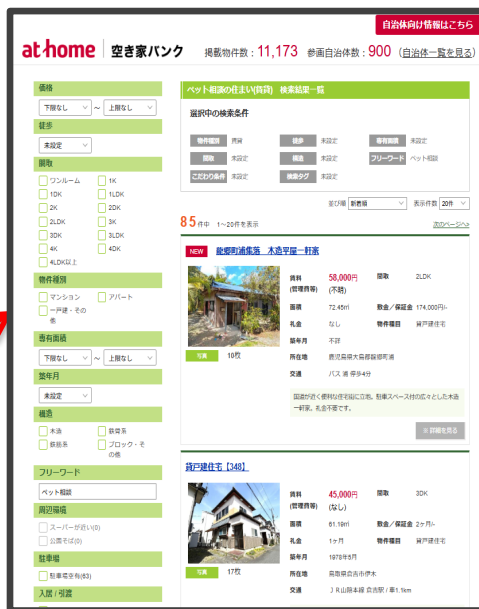 自治体向け情報はこちら
at home 空き家バンク 掲載物件数：11,173 参画自治体数：900 （自治体一覧を見る）
価格
下限なし ～ 上限なし
徒歩
未設定
間取
ワンルーム 1K
1DK 1LDK
2K 2DK
2LDK 3K
3DK 3LDK
4K 4DK
4LDK以上
物件種別
マンション アパート
一戸建・その他
専有面積
下限なし ～ 上限なし
築年月
未設定
構造
木造 鉄骨系
鉄筋系 ブロック・その他
フリーワード
ペット相談
周辺環境
スーパーが近い(0)
公園そば(0)
駐車場
駐車場空有(63)
入居 / 引渡
ペット相談の住まい(賃貸) 検索結果一覧
選択中の検索条件
物件種別 賃貸 徒歩 未設定 専有面積 未設定
間取 未設定 構造 未設定 フリーワード ペット相談
こだわり条件 未設定 検索タグ 未設定
並び順 新着順 表示件数 20件
85件中 1～20件を表示 次のページへ>
NEW 龍郷町浦集落 木造平屋一軒家
写真 10枚
賃料 58,000円 間取 2LDK
(管理費等) (不明)
面積 72.45㎡ 敷金／保証金 174,000円/-
礼金 なし 物件種目 貸戸建住宅
築年月 不詳
所在地 鹿児島県大島郡龍郷町浦
交通 バス 浦 停歩4分
国道が近く便利な住宅街に立地。駐車スペース付の広々とした木造一軒家。礼金不要です。
詳細を見る
貸戸建住宅【348】
写真 17枚
賃料 45,000円 間取 3DK
(管理費等) (なし)
面積 61.19㎡ 敷金／保証金 2ヶ月/-
礼金 1ヶ月 物件種目 貸戸建住宅
築年月 1978年5月
所在地 鳥取県倉吉市伊木
交通 ＪＲ山陰本線 倉吉駅 / 車1.1km